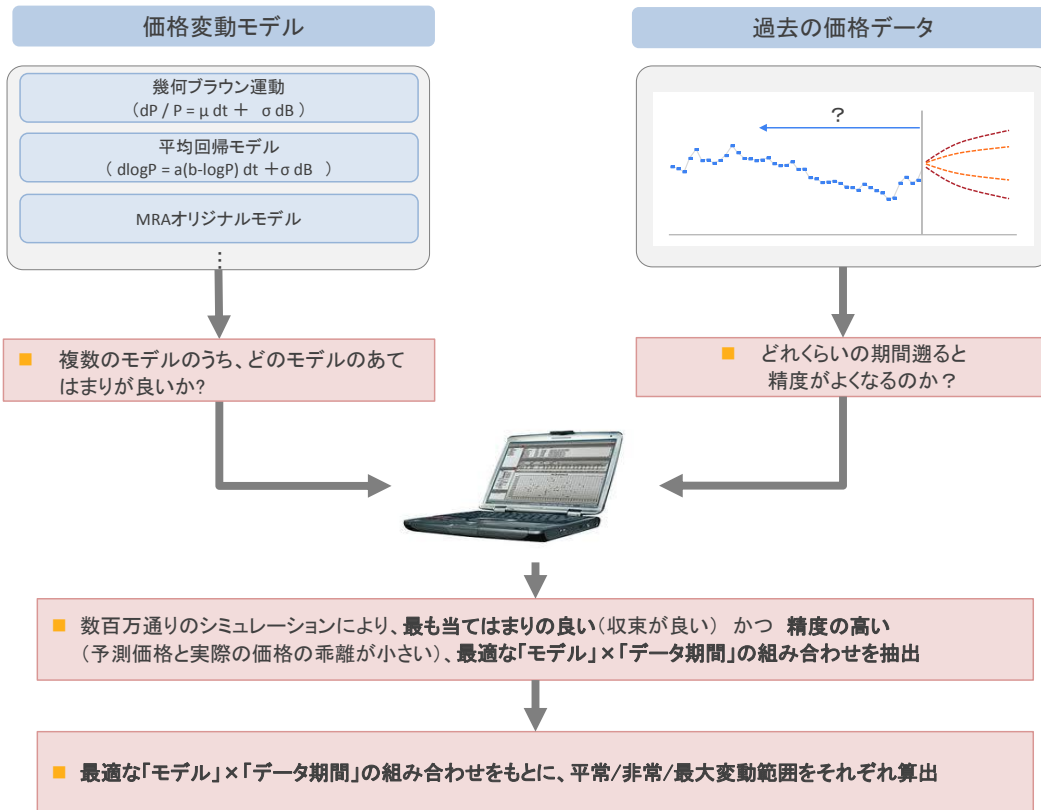 価格変動モデル
幾何ブラウン運動
（dP / P = μ dt ＋ σ dB ）
平均回帰モデル
（ dlogP = a(b-logP) dt ＋σ dB ）
MRAオリジナルモデル
⋮
過去の価格データ
?
■ 複数のモデルのうち、どのモデルのあて
はまりが良いか?
■ どれくらいの期間遡ると
精度がよくなるのか？
■ 数百万通りのシミュレーションにより、最も当てはまりの良い（収束が良い） かつ 精度の高い
（予測価格と実際の価格の乖離が小さい）、最適な「モデル」×「データ期間」の組み合わせを抽出
■ 最適な「モデル」×「データ期間」の組み合わせをもとに、平常/非常/最大変動範囲をそれぞれ算出